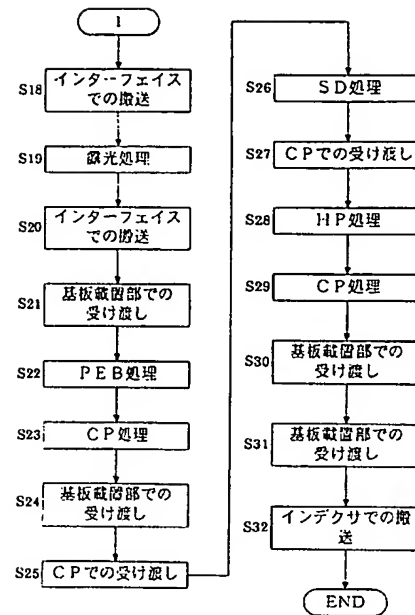 1
S18
インターフェイス
での搬送
S19
露光処理
S20
インターフェイス
での搬送
S21
基板載置部での
受け渡し
S22
PEB処理
S23
CP処理
S24
基板載置部での
受け渡し
S25
CPでの受け渡し
S26
SD処理
S27
CPでの受け渡し
S28
HP処理
S29
CP処理
S30
基板載置部での
受け渡し
S31
基板載置部での
受け渡し
S32
インデクサでの搬
送
END